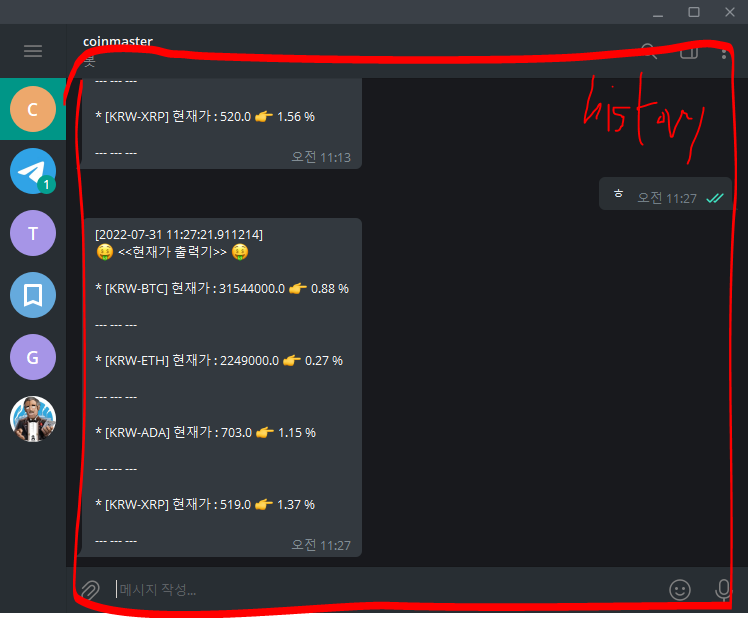 coinmaster
봇
--- --- ---
* [KRW-XRP] 현재가 : 520.0 👉 1.56 %
--- --- ---
오전 11:13
history
ㅎ 오전 11:27
C
1
T
G
[2022-07-31 11:27:21.911214]
🤑 <<현재가 출력기>> 🤑
* [KRW-BTC] 현재가 : 31544000.0 👉 0.88 %
--- --- ---
* [KRW-ETH] 현재가 : 2249000.0 👉 0.27 %
--- --- ---
* [KRW-ADA] 현재가 : 703.0 👉 1.15 %
--- --- ---
* [KRW-XRP] 현재가 : 519.0 👉 1.37 %
--- --- ---
오전 11:27
메시지 작성...